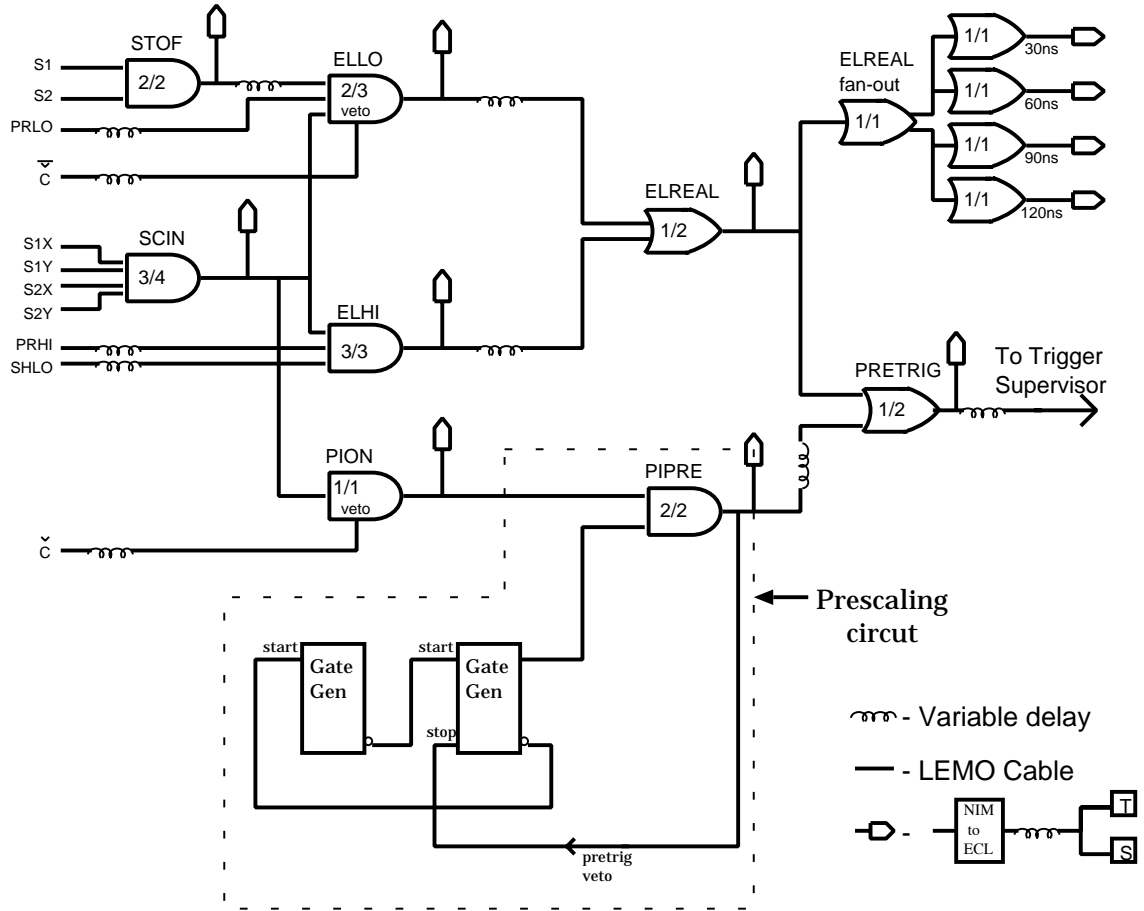 STOF
S1
S2
2/2
PRLO
C̄̌
ELLO
2/3
veto
ELREAL
fan-out
1/1
1/1
30ns
1/1
60ns
1/1
90ns
1/1
120ns
SCIN
S1X
S1Y
S2X
S2Y
3/4
ELREAL
1/2
ELHI
3/3
PRHI
SHLO
PRETRIG
1/2
To Trigger
Supervisor
PION
1/1
veto
Č
PIPRE
2/2
Prescaling
circut
start
Gate
Gen
start
Gate
Gen
stop
pretrig
veto
- Variable delay
- LEMO Cable
-
NIM
to
ECL
T
S